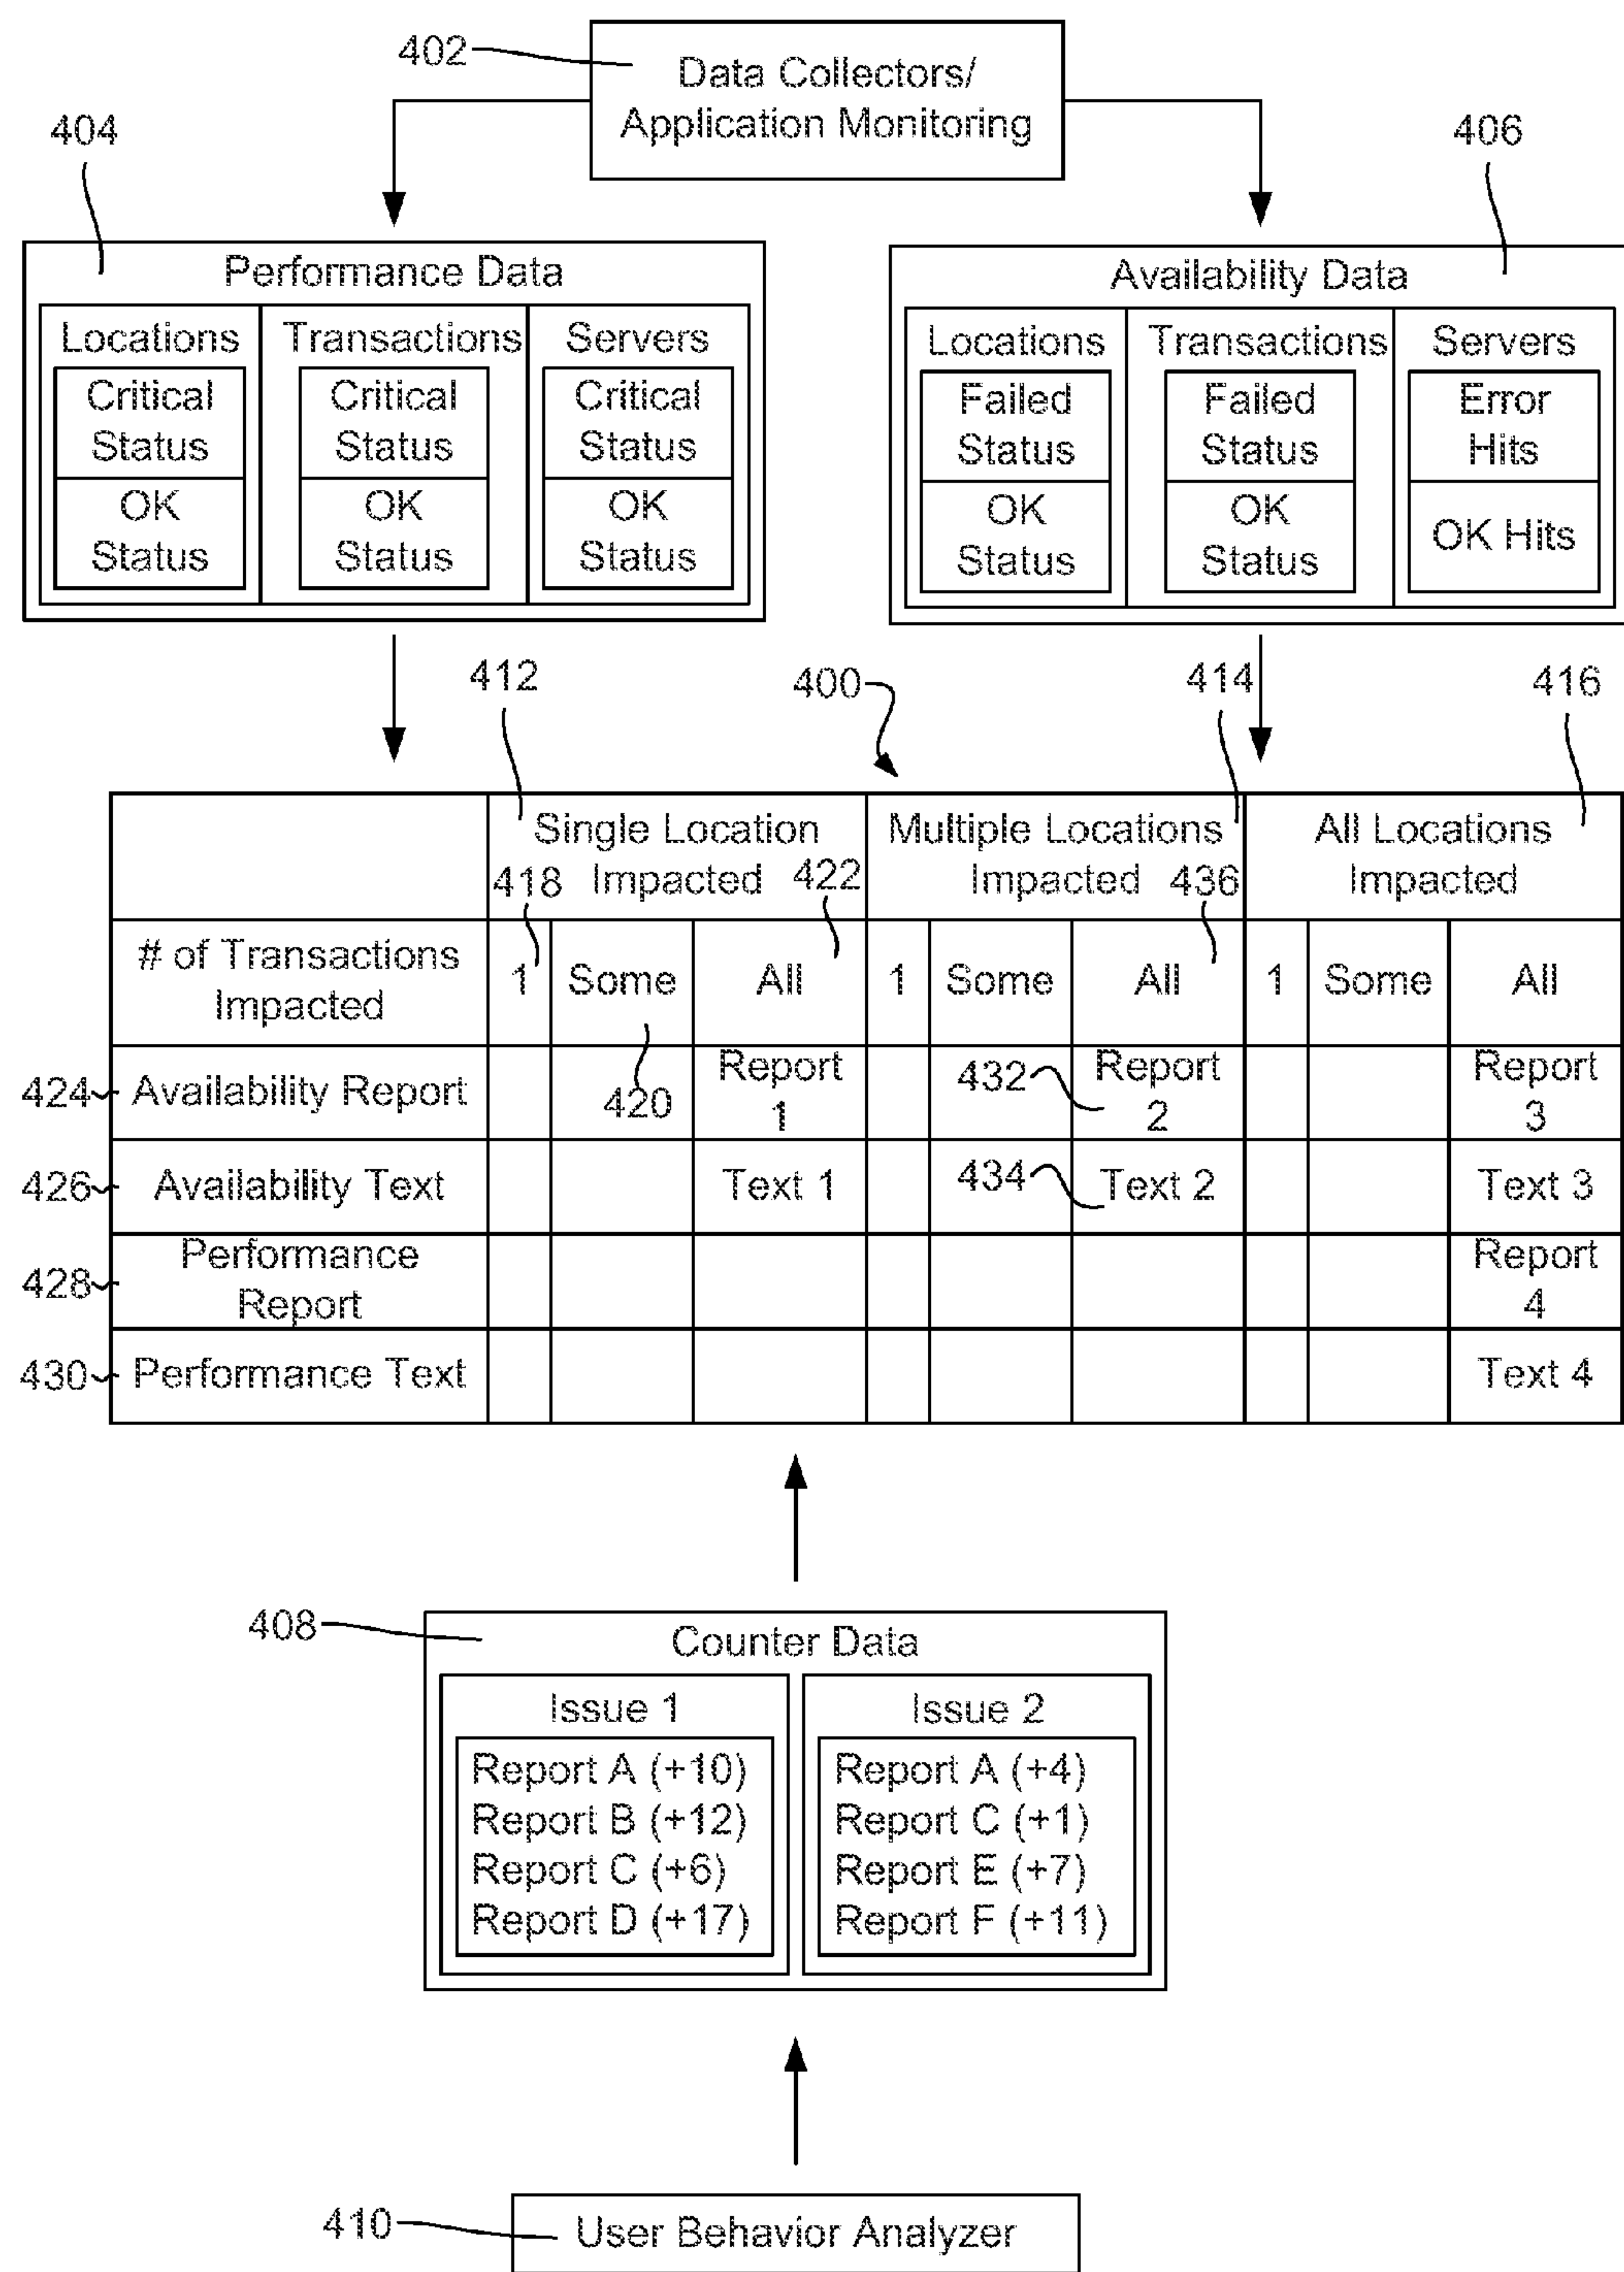 402
Data Collectors/
Application Monitoring
404
406
Performance Data
Locations
Transactions
Servers
Critical
Status
Critical
Status
Critical
Status
OK
Status
OK
Status
OK
Status
Availability Data
Locations
Transactions
Servers
Failed
Status
Failed
Status
Error
Hits
OK
Status
OK
Status
OK Hits
412
400
414
416
Single Location
Impacted
Multiple Locations
Impacted
All Locations
Impacted
418
422
436
# of Transactions
Impacted
1
Some
All
1
Some
All
1
Some
All
424
Availability Report
420
Report
1
432
Report
2
Report
3
426
Availability Text
Text 1
434
Text 2
Text 3
428
Performance
Report
Report
4
430
Performance Text
Text 4
408
Counter Data
Issue 1
Report A (+10)
Report B (+12)
Report C (+6)
Report D (+17)
Issue 2
Report A (+4)
Report C (+1)
Report E (+7)
Report F (+11)
410
User Behavior Analyzer